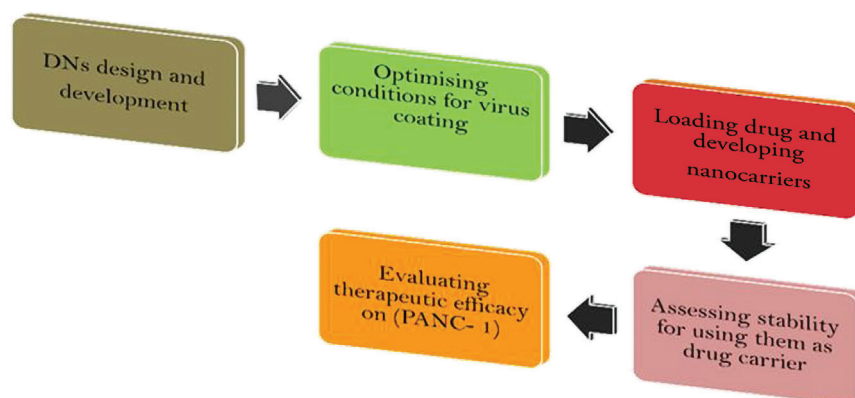 DNs design and
development
Optimising
conditions for virus
coating
Loading drug and
developing
nanocarriers
Assessing stability
for using them as
drug carrier
Evaluating
therapeutic efficacy
on (PANC- 1)